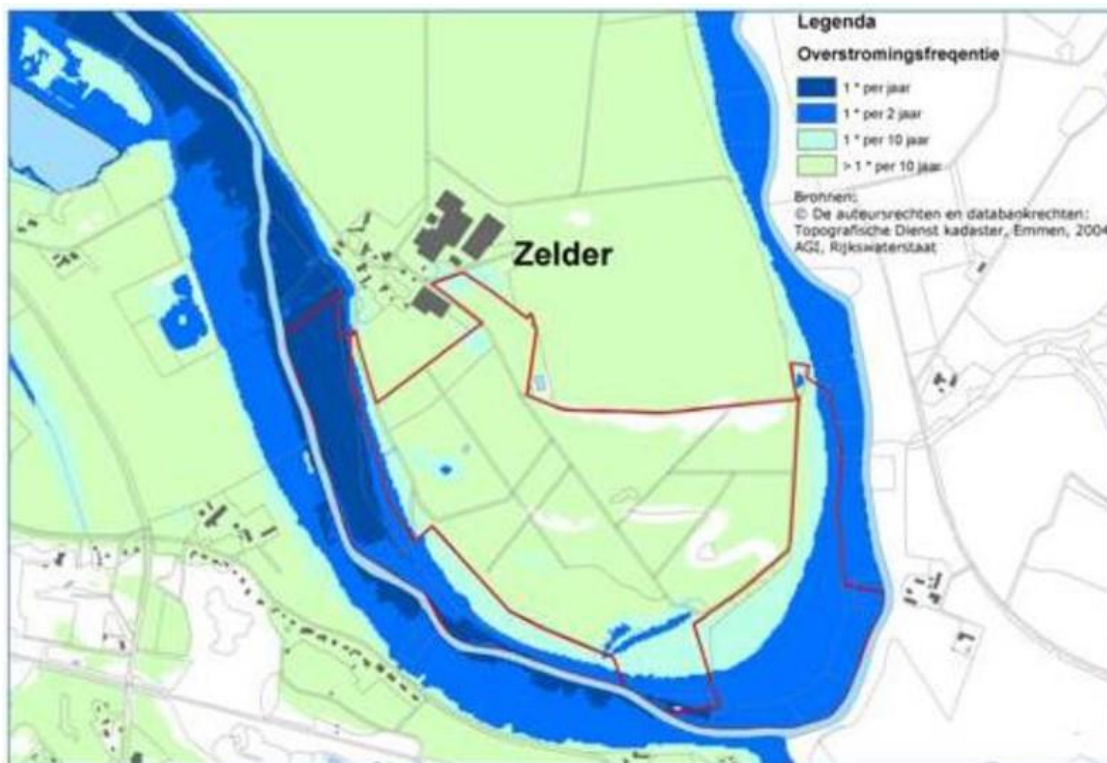 Legenda
Overstromingsfreqentie
1 * per jaar
1 * per 2 jaar
1 * per 10 jaar
> 1 * per 10 jaar
Bronnen:
© De auteursrechten en databankrechten:
Topografische Dienst kadaster, Emmen, 2004
AGI, Rijkswaterstaat
Zelder